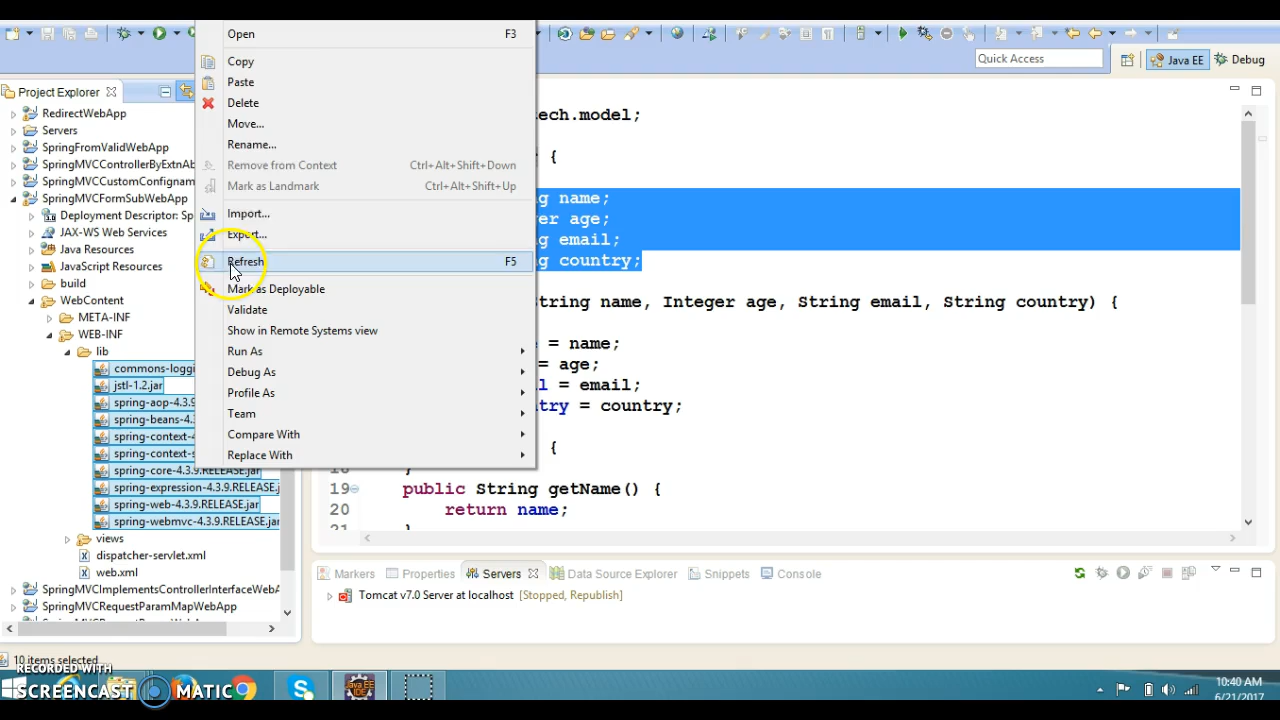 Open F3
Copy
Paste
Delete
Move...
Rename...
Remove from Context Ctrl+Alt+Shift+Down
Mark as Landmark Ctrl+Alt+Shift+Up
Import...
Export...
Refresh F5
Mark as Deployable
Validate
Show in Remote Systems view
Run As
Debug As
Profile As
Team
Compare With
Replace With
Quick Access
Java EE
Debug
Project Explorer
RedirectWebApp
Servers
SpringFromValidWebApp
SpringMVCControllerByExtnAb
SpringMVCCustomConfignam
SpringMVCFormSubWebApp
Deployment Descriptor: Sp
JAX-WS Web Services
Java Resources
JavaScript Resources
build
WebContent
META-INF
WEB-INF
lib
commons-loggi
jstl-1.2.jar
spring-aop-4.3.9
spring-beans-4
spring-context-4
spring-context-s
spring-core-4.3.9.RELEASE.jar
spring-expression-4.3.9.RELEASE.j
spring-web-4.3.9.RELEASE.jar
spring-webmvc-4.3.9.RELEASE.jar
views
dispatcher-servlet.xml
web.xml
SpringMVCImplementsControllerInterfaceWebA
SpringMVCRequestParamMapWebApp
ech.model;
{
g name;
er age;
g email;
g country;
String name, Integer age, String email, String country) {
= name;
= age;
l = email;
try = country;
{
}
19 public String getName() {
20 return name;
21 }
Markers
Properties
Servers
Data Source Explorer
Snippets
Console
Tomcat v7.0 Server at localhost [Stopped, Republish]
10 items selected
RECORDED WITH
SCREENCAST MATIC
10:40 AM
6/21/2017